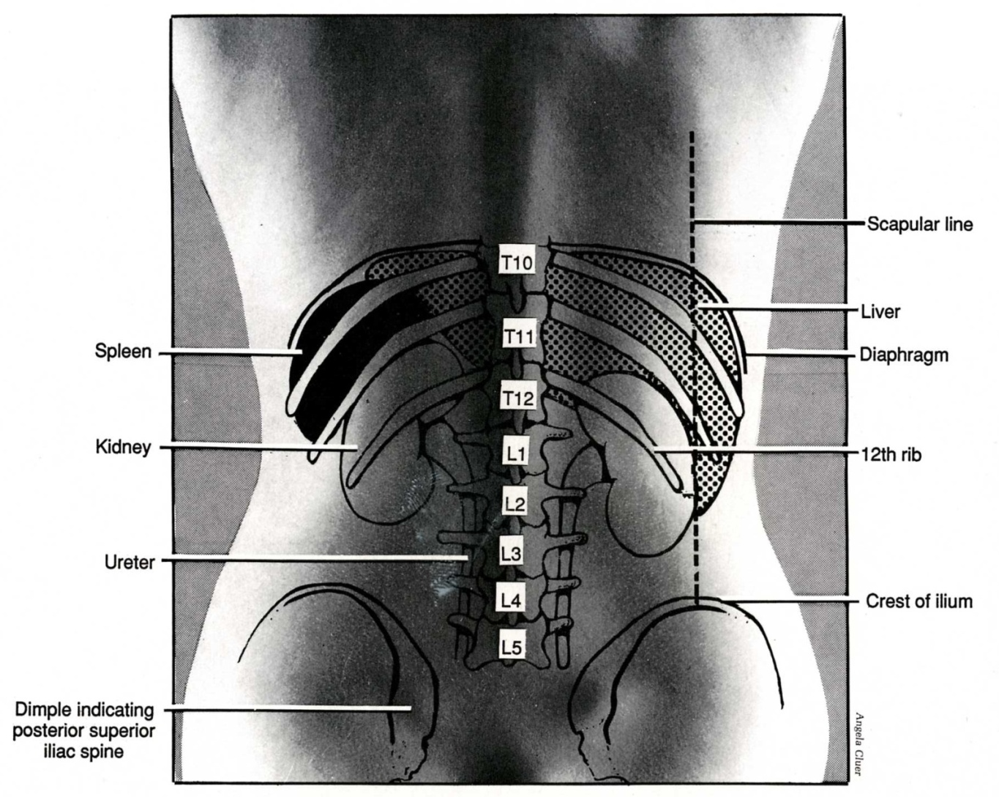 Scapular line
T10
Liver
T11
Spleen
Diaphragm
T12
Kidney
L1
12th rib
L2
L3
Ureter
L4
Crest of ilium
L5
Dimple indicating
posterior superior
iliac spine
Angela Cluer